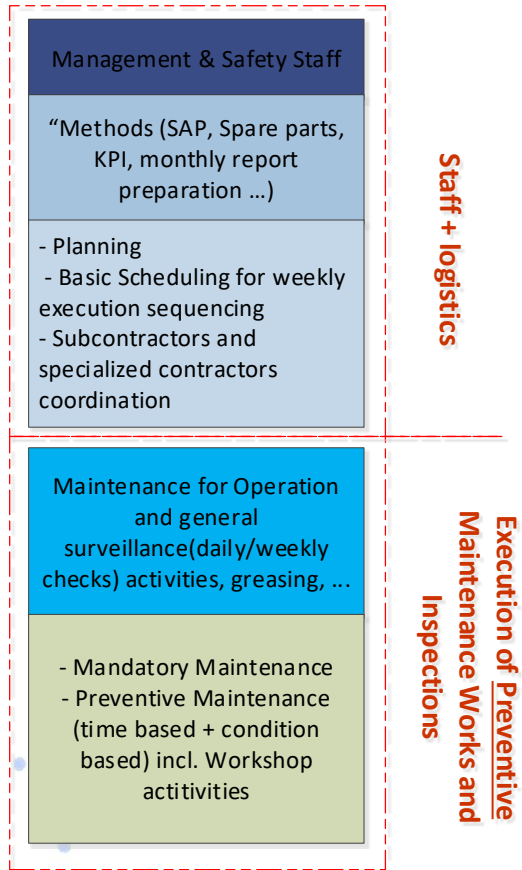 Management & Safety Staff
“Methods (SAP, Spare parts,
KPI, monthly report
preparation ...)
- Planning
- Basic Scheduling for weekly
execution sequencing
- Subcontractors and
specialized contractors
coordination
Staff + logistics
Maintenance for Operation
and general
surveillance(daily/weekly
checks) activities, greasing, ...
- Mandatory Maintenance
- Preventive Maintenance
(time based + condition
based) incl. Workshop
actitivities
Execution of Preventive
Maintenance Works and
Inspections